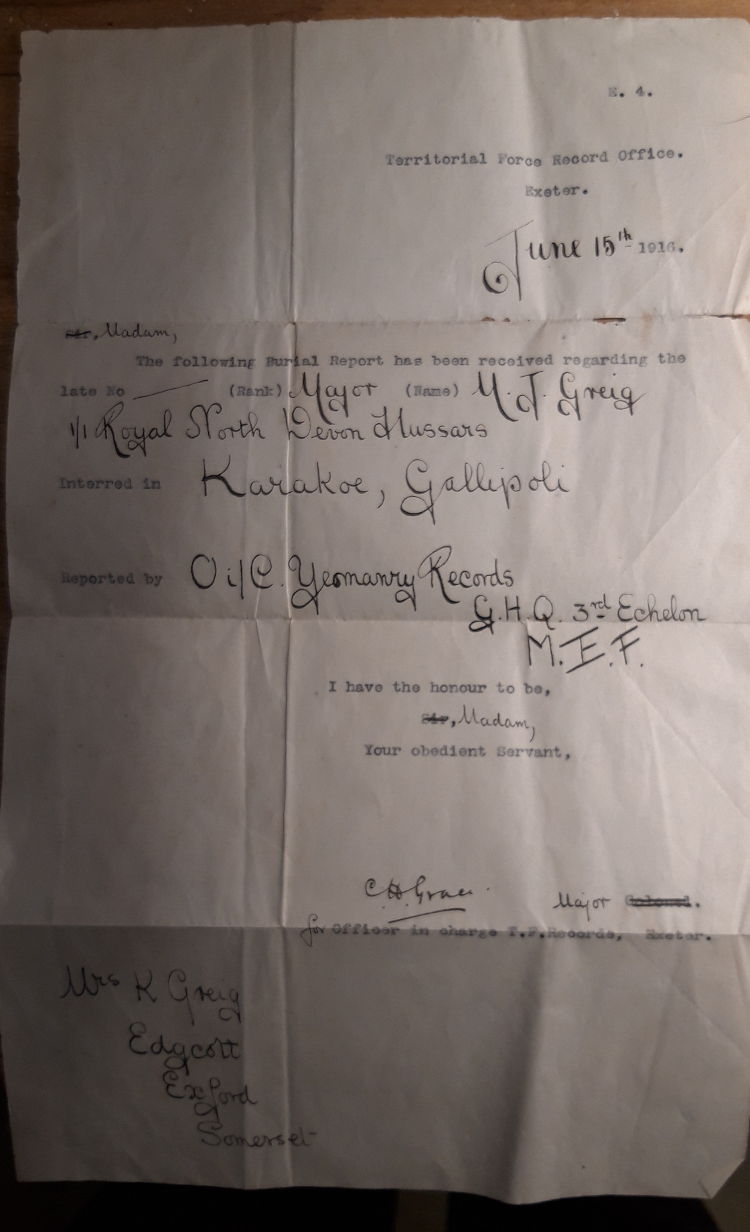 E. 4.
Territorial Force Record Office.
Exeter.
June 15th 1916.
Sir, Madam,
The following Burial Report has been received regarding the
late No (Rank) Major (Name) M. J. Greig
1/1 Royal North Devon Hussars
Interred in Karakoe, Gallipoli
Reported by O i/C. Yeomanry Records
G.H.Q. 3rd Echelon
M.E.F.
I have the honour to be,
Sir, Madam,
Your obedient Servant,
C H Grace. Major Colonel.
for Officer in charge T.F.Records, Exeter.
Mrs K Greig
Edgcott
Exford
Somerset